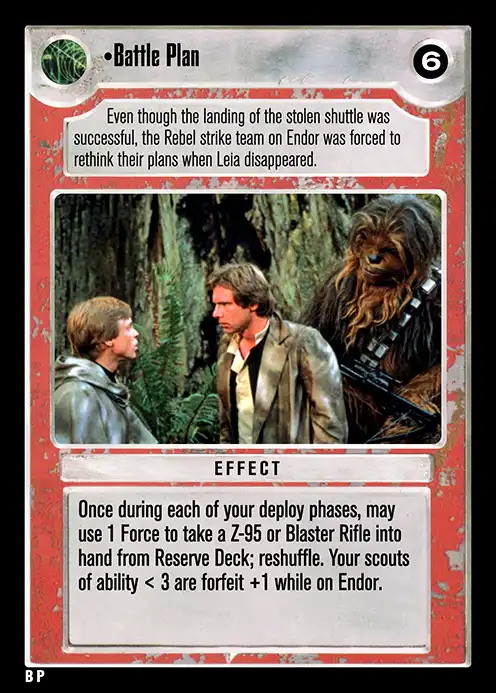 •Battle Plan
6
Even though the landing of the stolen shuttle was
successful, the Rebel strike team on Endor was forced to
rethink their plans when Leia disappeared.
EFFECT
Once during each of your deploy phases, may
use 1 Force to take a Z-95 or Blaster Rifle into
hand from Reserve Deck; reshuffle. Your scouts
of ability < 3 are forfeit +1 while on Endor.
B P